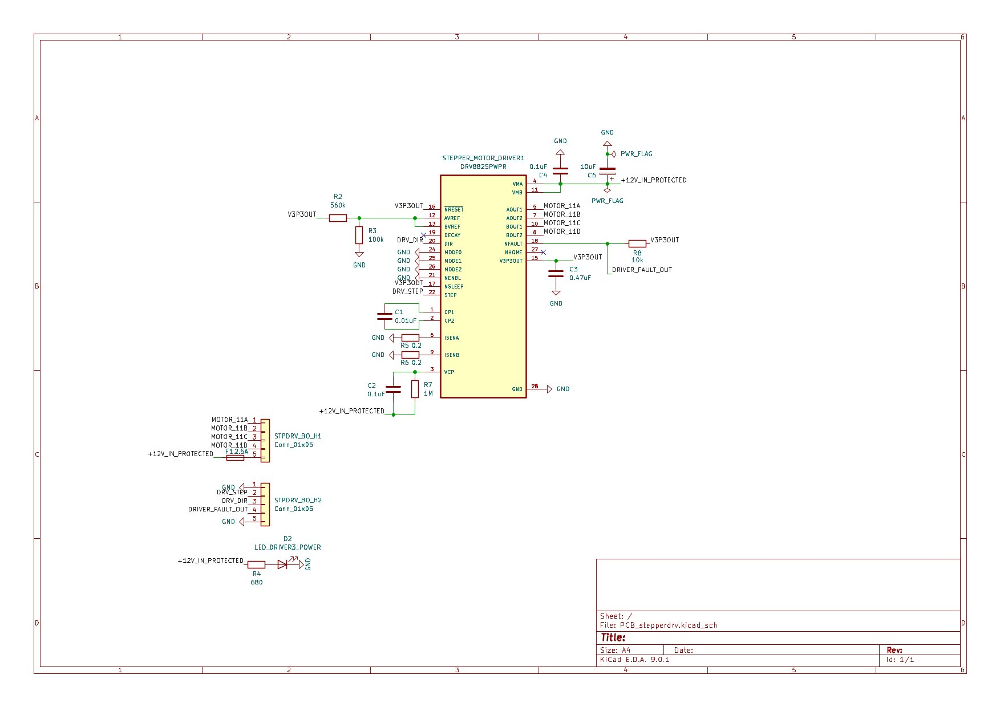 1 2 3 4 5 6
A A
B B
C C
D D
GND
GND
PWR_FLAG
STEPPER_MOTOR_DRIVER1
DRV8825PWPR
0.1uF
C4
10uF
C6
+
+12V_IN_PROTECTED
PWR_FLAG
R2
560k
V3P3OUT
R3
100k
GND
V3P3OUT 16 NRESET
12 AVREF
13 BVREF
19 DECAY
DRV_DIR 20 DIR
GND 24 MODE0
GND 25 MODE1
GND 26 MODE2
GND 21 NENBL
V3P3OUT 17 NSLEEP
DRV_STEP 22 STEP
C1
0.01uF
1 CP1
2 CP2
GND 6 ISENA
R5 0.2
GND 9 ISENB
R6 0.2
3 VCP
C2
0.1uF
R7
1M
+12V_IN_PROTECTED
VMA 4
VMB 11
AOUT1 5 MOTOR_11A
AOUT2 7 MOTOR_11B
BOUT1 10 MOTOR_11C
BOUT2 8 MOTOR_11D
NFAULT 18
NHOME 27
V3P3OUT 15
V3P3OUT
R8
10k
V3P3OUT
DRIVER_FAULT_OUT
C3
0.47uF
GND
GND GND
MOTOR_11A 1
MOTOR_11B 2
MOTOR_11C 3
MOTOR_11D 4
+12V_IN_PROTECTED F1 2.5A 5
STPDRV_BO_H1
Conn_01x05
GND 1
DRV_STEP 2
DRV_DIR 3
DRIVER_FAULT_OUT 4
GND 5
STPDRV_BO_H2
Conn_01x05
D2
LED_DRIVER3_POWER
+12V_IN_PROTECTED
R4
680
GND
Sheet: /
File: PCB_stepperdrv.kicad_sch
Title:
Size: A4 Date: Rev:
KiCad E.D.A. 9.0.1 Id: 1/1
1 2 3 4 5 6